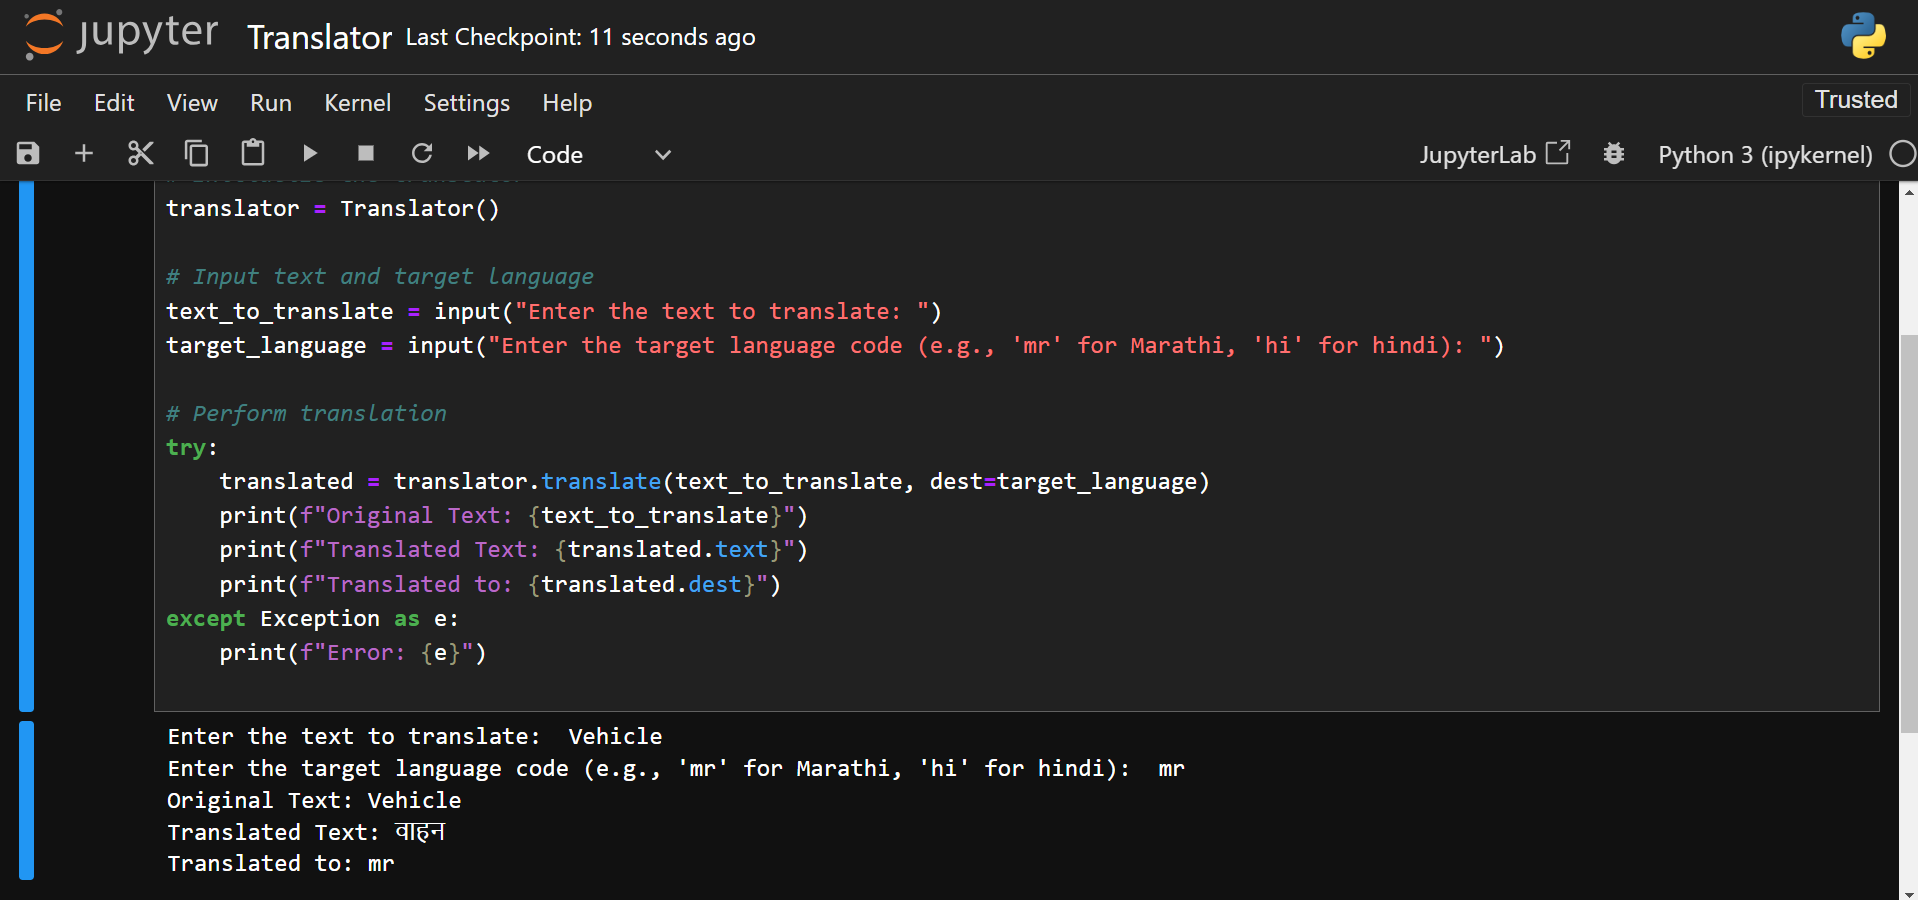 jupyter Translator Last Checkpoint: 11 seconds ago
File Edit View Run Kernel Settings Help Trusted
Code JupyterLab Python 3 (ipykernel)
translator = Translator()
# Input text and target language
text_to_translate = input("Enter the text to translate: ")
target_language = input("Enter the target language code (e.g., 'mr' for Marathi, 'hi' for hindi): ")
# Perform translation
try:
    translated = translator.translate(text_to_translate, dest=target_language)
    print(f"Original Text: {text_to_translate}")
    print(f"Translated Text: {translated.text}")
    print(f"Translated to: {translated.dest}")
except Exception as e:
    print(f"Error: {e}")
Enter the text to translate:  Vehicle
Enter the target language code (e.g., 'mr' for Marathi, 'hi' for hindi):  mr
Original Text: Vehicle
Translated Text: वाहन
Translated to: mr